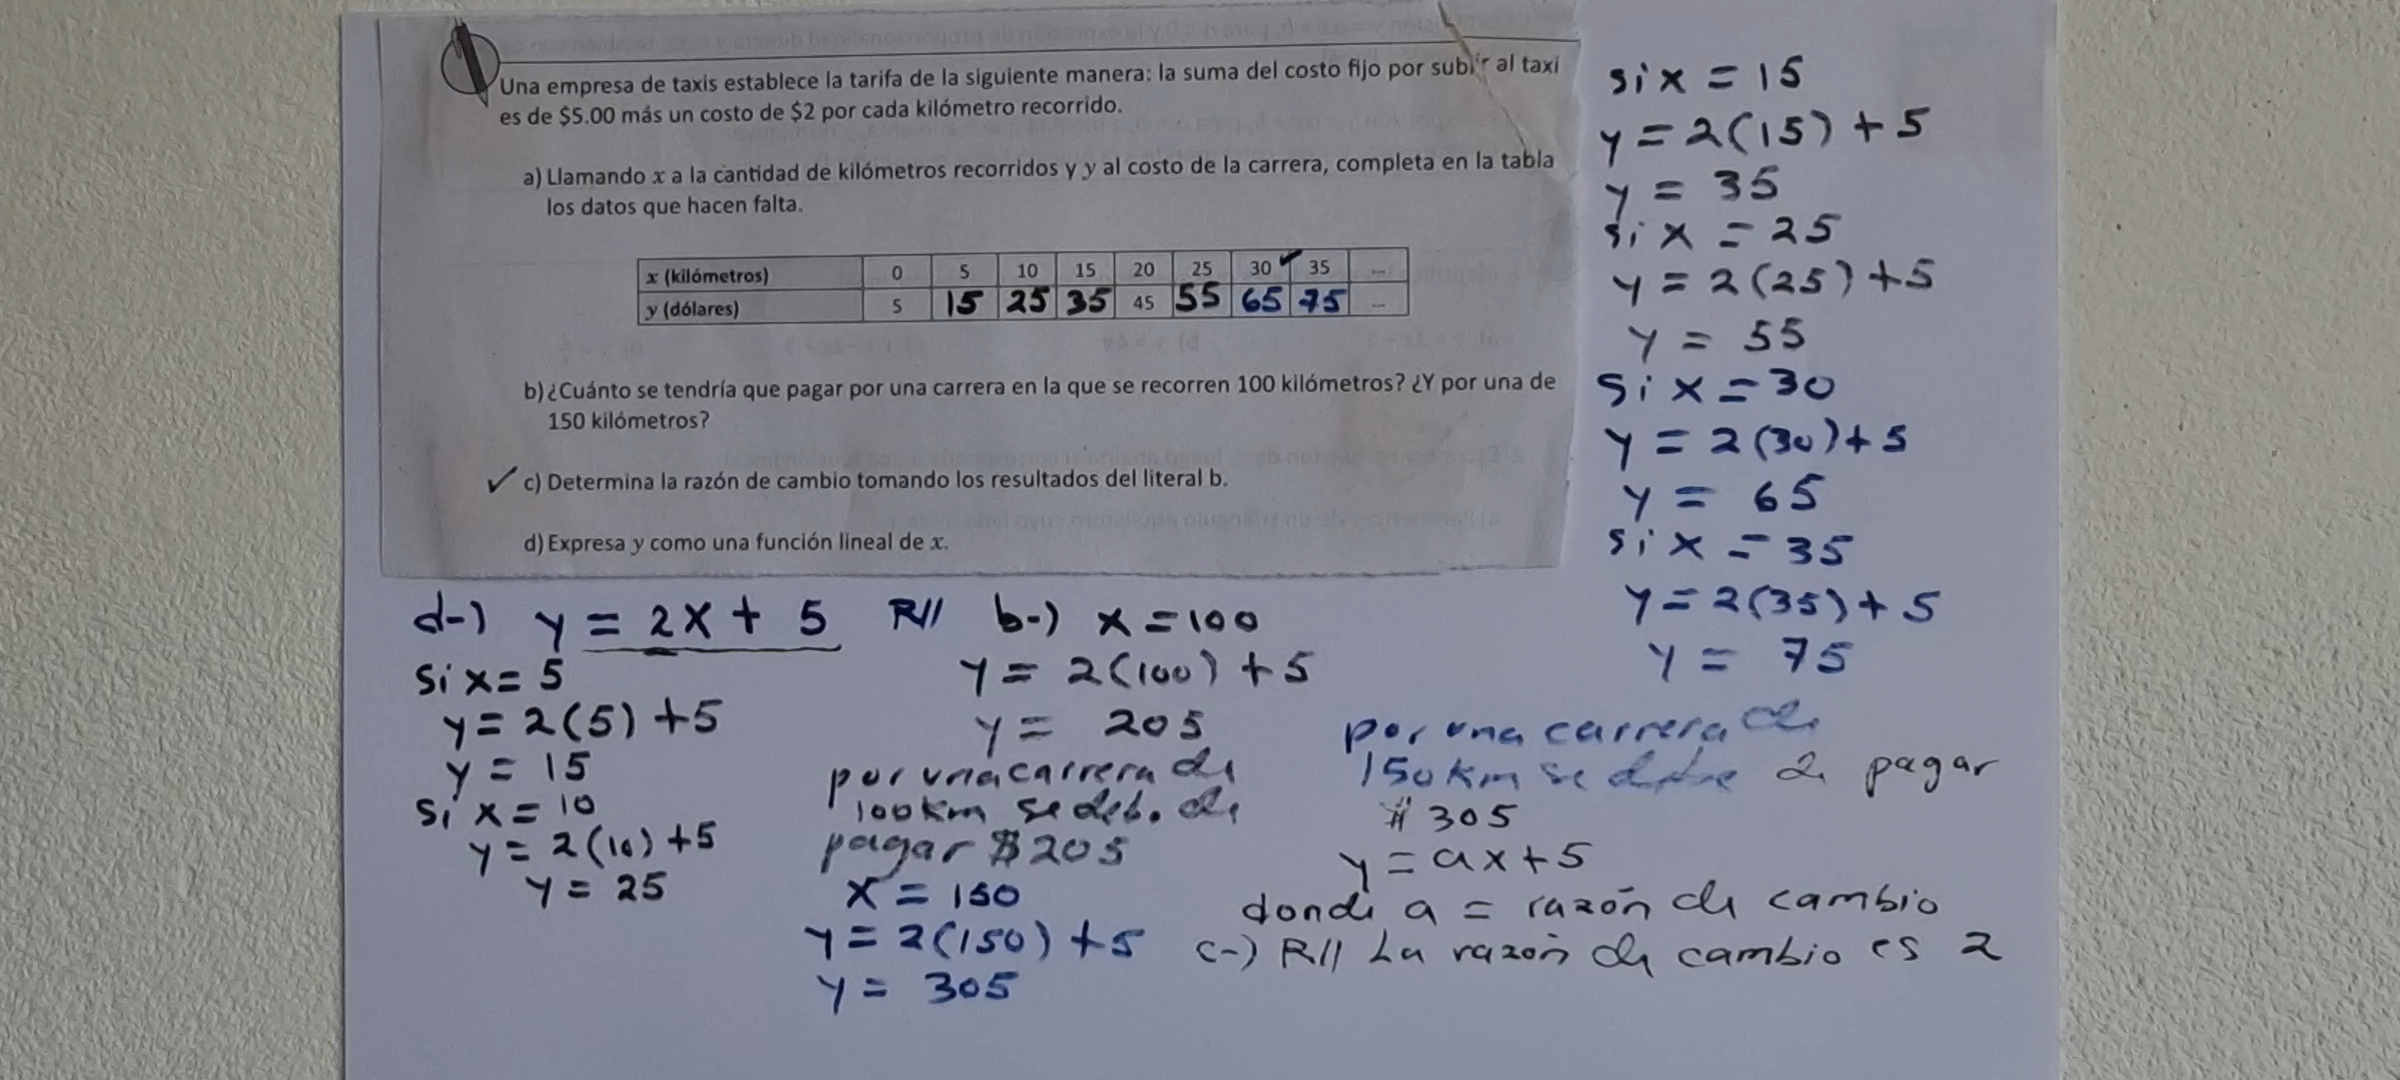 Una empresa de taxis establece la tarifa de la siguiente manera: la suma del costo fijo por subir al taxi
es de $5.00 más un costo de $2 por cada kilómetro recorrido.
a) Llamando x a la cantidad de kilómetros recorridos y y al costo de la carrera, completa en la tabla
los datos que hacen falta.
x (kilómetros) 0 5 10 15 20 25 30 35 ...
y (dólares) 5 15 25 35 45 55 65 75 ...
b) ¿Cuánto se tendría que pagar por una carrera en la que se recorren 100 kilómetros? ¿Y por una de
150 kilómetros?
✓ c) Determina la razón de cambio tomando los resultados del literal b.
d) Expresa y como una función lineal de x.
d-) y = 2x + 5 R//
si x = 5
y = 2(5) + 5
y = 15
si x = 10
y = 2(10) + 5
y = 25
b-) x = 100
y = 2(100) + 5
y = 205
por una carrera de
100 km se debe de
pagar $205
x = 150
y = 2(150) + 5
y = 305
por una carrera de
150 km se debe de pagar
$305
y = ax + 5
donde a = razón de cambio
c-) R// La razón de cambio es 2
si x = 15
y = 2(15) + 5
y = 35
si x = 25
y = 2(25) + 5
y = 55
si x = 30
y = 2(30) + 5
y = 65
si x = 35
y = 2(35) + 5
y = 75